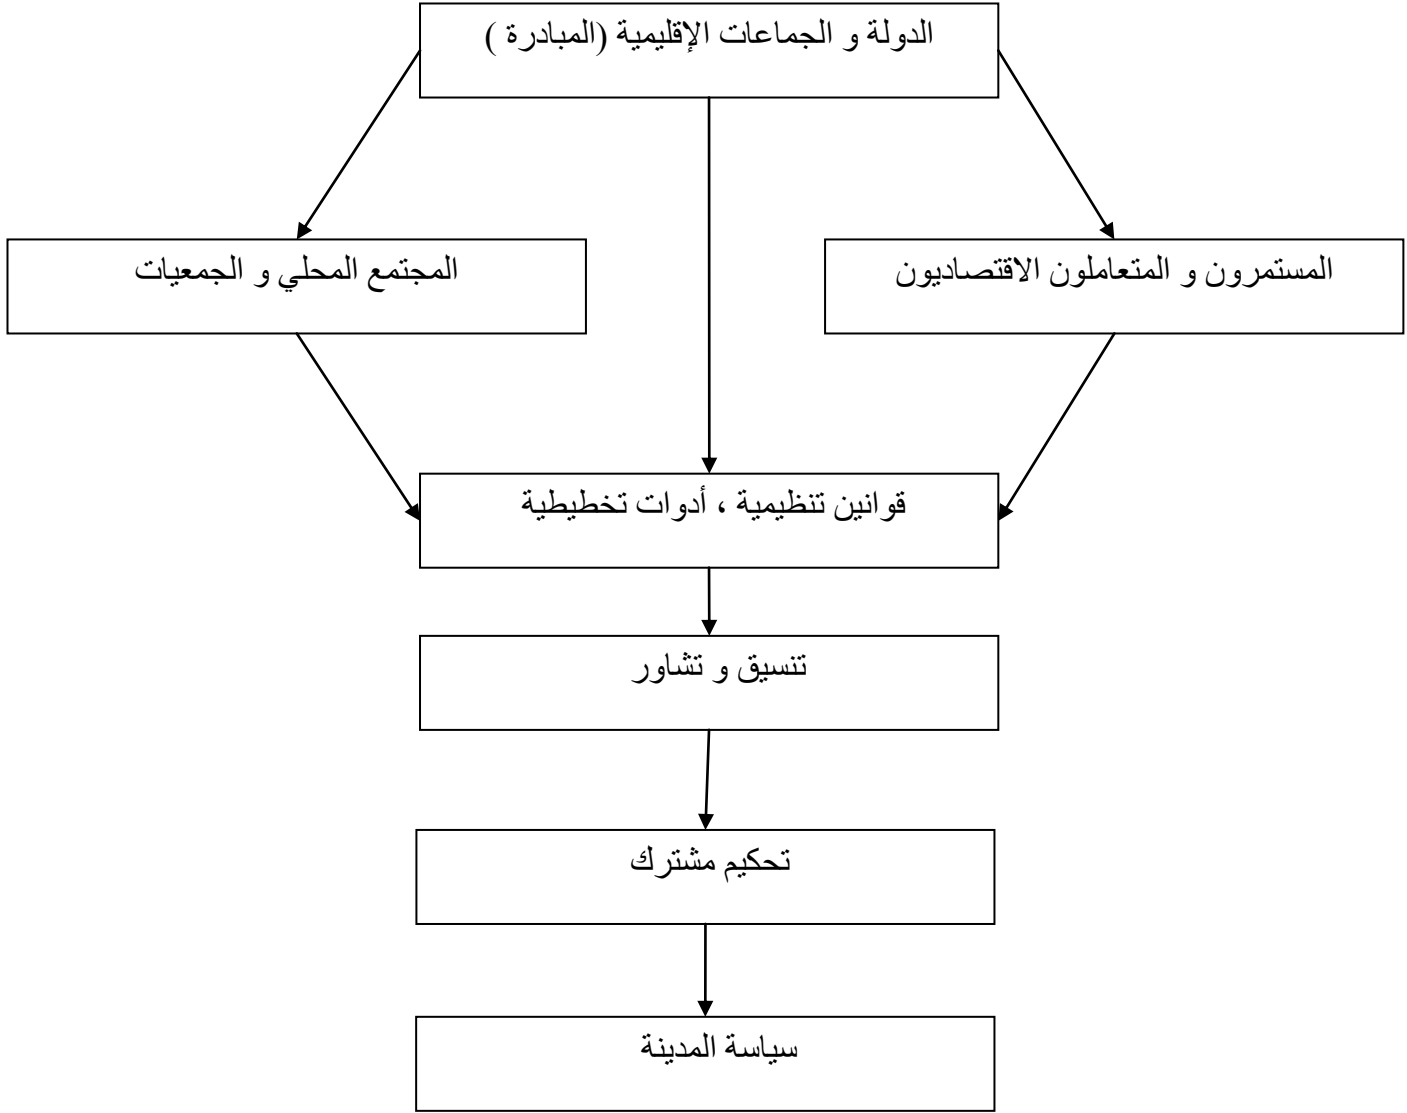 الدولة و الجماعات الإقليمية (المبادرة )
المستمرون و المتعاملون الاقتصاديون
المجتمع المحلي و الجمعيات
قوانين تنظيمية ، أدوات تخطيطية
تنسيق و تشاور
تحكيم مشترك
سياسة المدينة